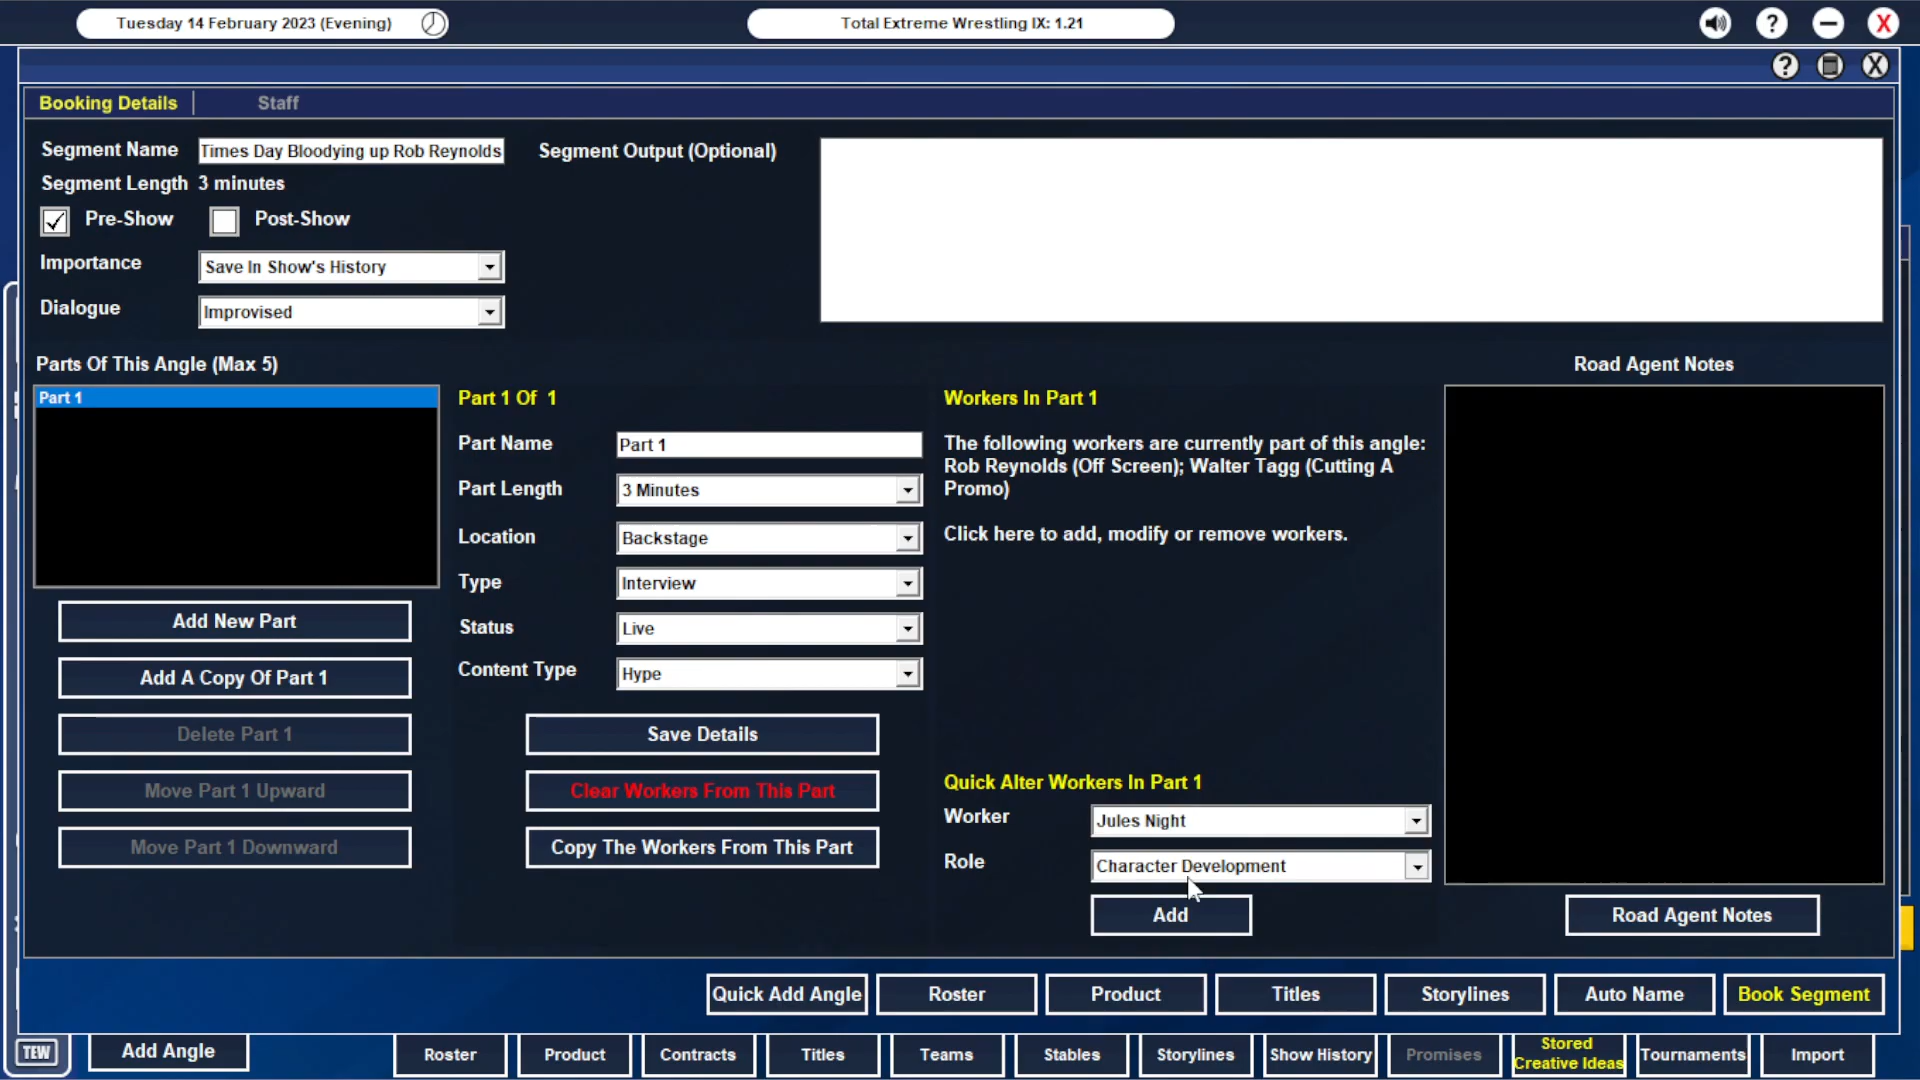 Tuesday 14 February 2023 (Evening)
Total Extreme Wrestling IX: 1.21
?
X
?
X
Booking Details
Staff
Segment Name
Times Day Bloodying up Rob Reynolds
Segment Output (Optional)
Segment Length 3 minutes
Pre-Show
Post-Show
Importance
Save In Show's History
Dialogue
Improvised
Parts Of This Angle (Max 5)
Road Agent Notes
Part 1
Part 1 Of 1
Workers In Part 1
Part Name
Part 1
The following workers are currently part of this angle:
Rob Reynolds (Off Screen); Walter Tagg (Cutting A
Promo)
Part Length
3 Minutes
Location
Backstage
Click here to add, modify or remove workers.
Type
Interview
Status
Live
Content Type
Hype
Add New Part
Add A Copy Of Part 1
Delete Part 1
Move Part 1 Upward
Move Part 1 Downward
Save Details
Clear Workers From This Part
Copy The Workers From This Part
Quick Alter Workers In Part 1
Worker
Jules Night
Role
Character Development
Add
Road Agent Notes
Quick Add Angle
Roster
Product
Titles
Storylines
Auto Name
Book Segment
TEW
Add Angle
Roster
Product
Contracts
Titles
Teams
Stables
Storylines
Show History
Promises
Stored
Creative Ideas
Tournaments
Import